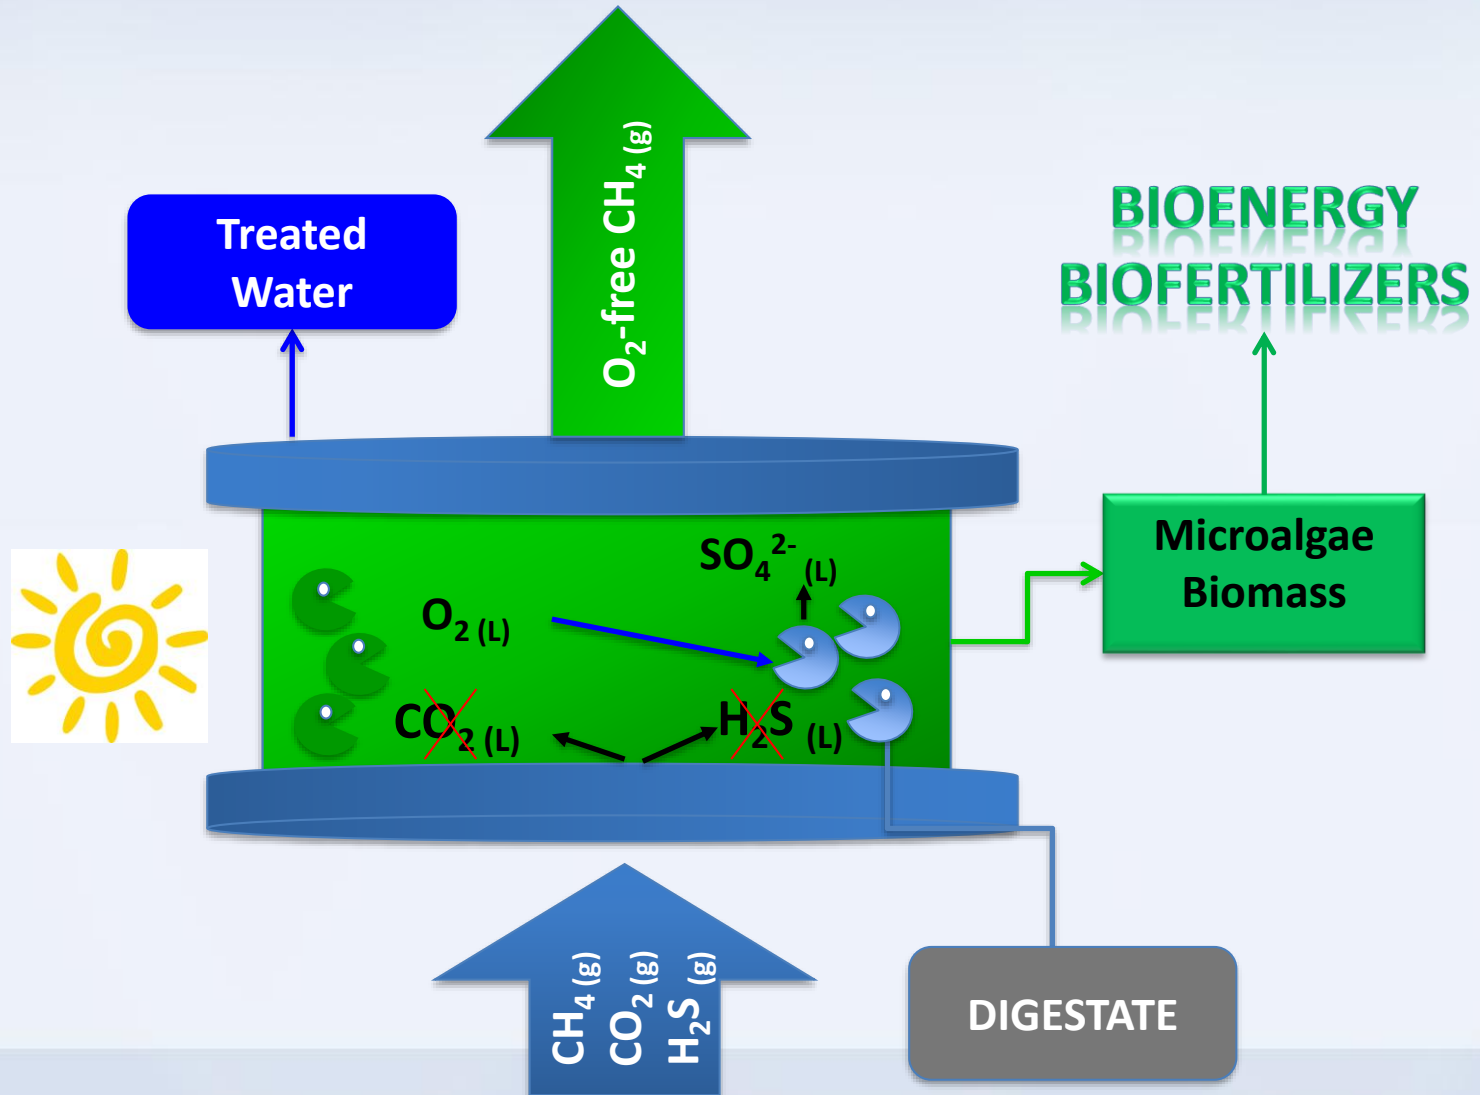 O₂-free CH₄ (g)
Treated
Water
BIOENERGY
BIOFERTILIZERS
SO₄²⁻ (L)
O₂ (L)
CO₂ (L)
H₂S (L)
Microalgae
Biomass
CH₄ (g)
CO₂ (g)
H₂S (g)
DIGESTATE